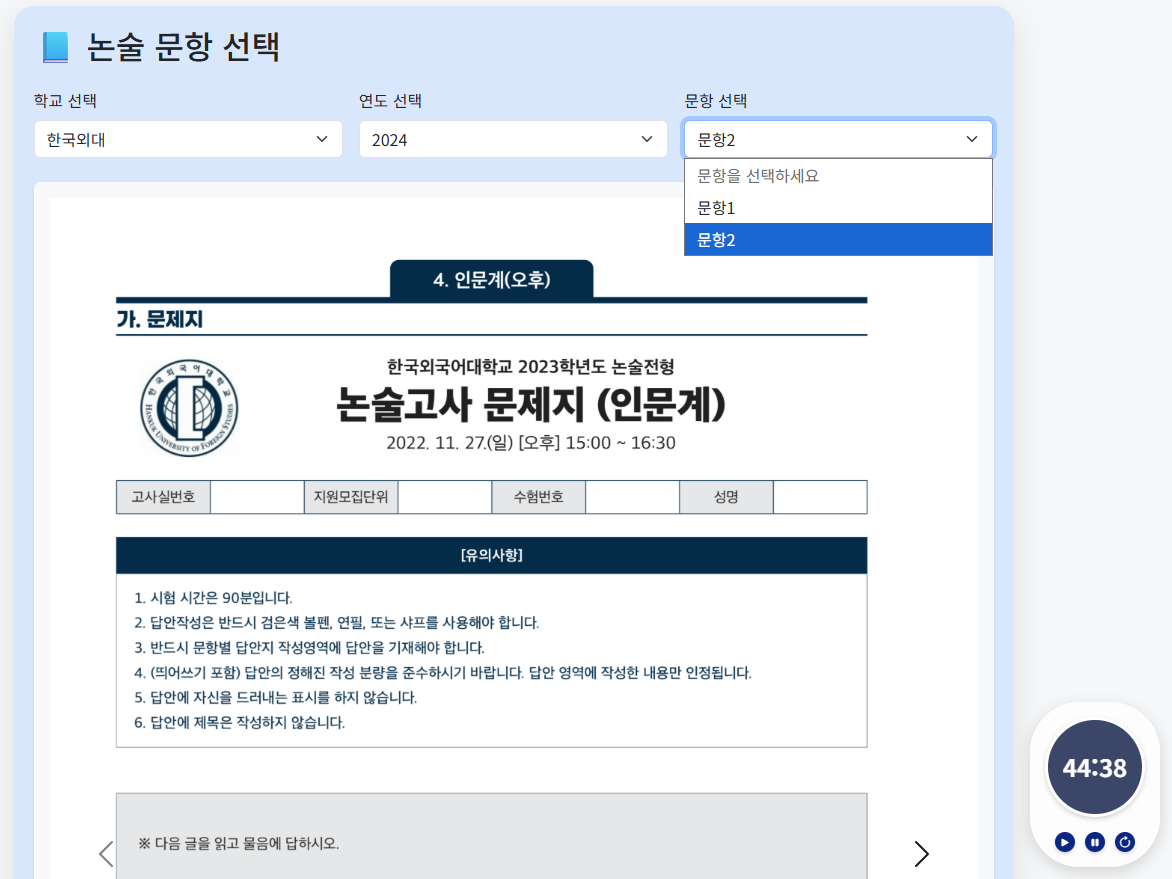 논술 문항 선택
학교 선택
연도 선택
문항 선택
한국외대
2024
문항2
문항을 선택하세요
문항1
문항2
4. 인문계(오후)
가. 문제지
한국외국어대학교
HANKUK UNIVERSITY OF FOREIGN STUDIES
한국외국어대학교 2023학년도 논술전형
논술고사 문제지 (인문계)
2022. 11. 27.(일) [오후] 15:00 ~ 16:30
고사실번호 지원모집단위 수험번호 성명
[유의사항]
1. 시험 시간은 90분입니다.
2. 답안작성은 반드시 검은색 볼펜, 연필, 또는 샤프를 사용해야 합니다.
3. 반드시 문항별 답안지 작성영역에 답안을 기재해야 합니다.
4. (띄어쓰기 포함) 답안의 정해진 작성 분량을 준수하시기 바랍니다. 답안 영역에 작성한 내용만 인정됩니다.
5. 답안에 자신을 드러내는 표시를 하지 않습니다.
6. 답안에 제목은 작성하지 않습니다.
※ 다음 글을 읽고 물음에 답하시오.
44:38